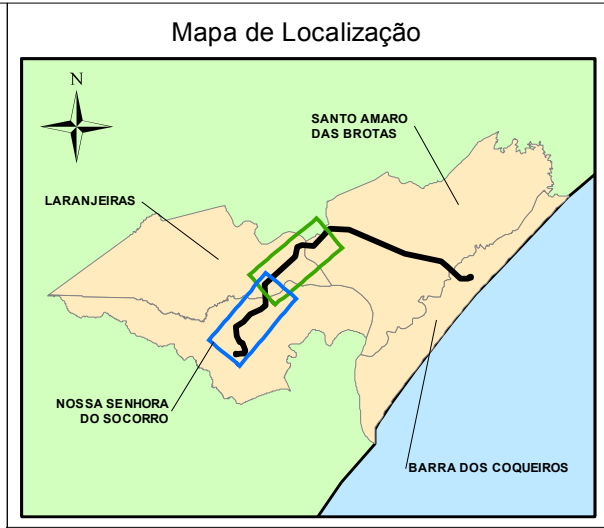 Mapa de Localização
N
SANTO AMARO
DAS BROTAS
LARANJEIRAS
NOSSA SENHORA
DO SOCORRO
BARRA DOS COQUEIROS